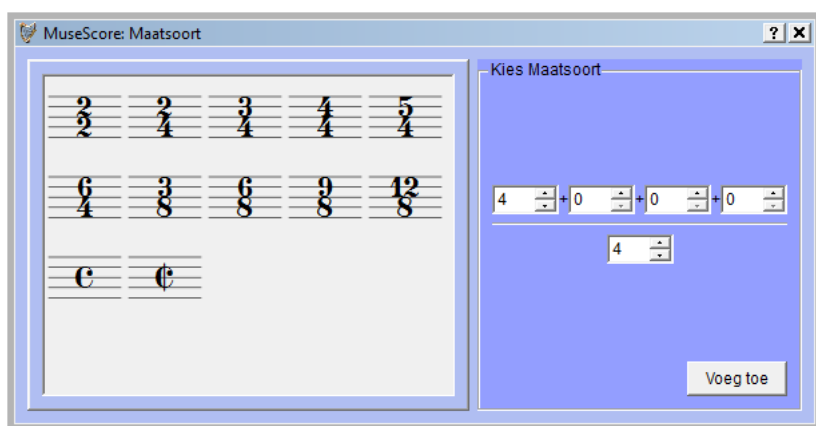 MuseScore: Maatsoort
Kies Maatsoort
2 2 3 4 5
2 4 4 4 4
6 3 6 9 12
4 8 8 8 8
4 + 0 + 0 + 0
4
Voeg toe